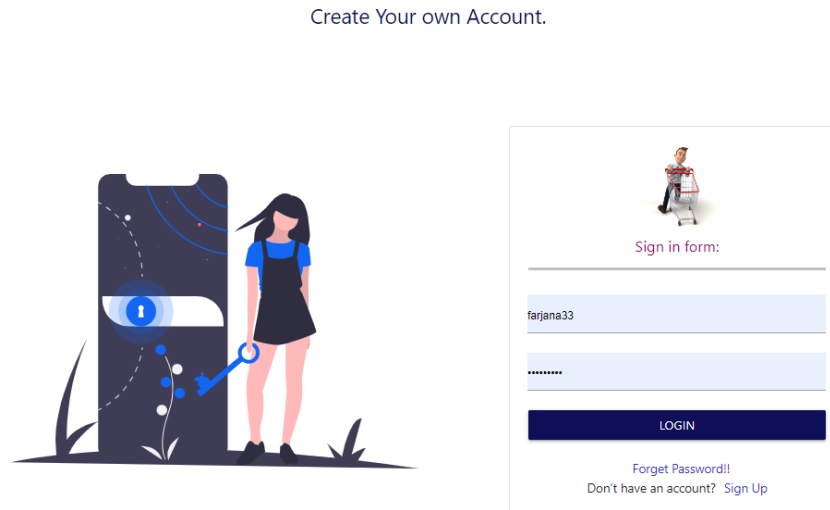 Create Your own Account.
Sign in form:
farjana33
•••••••••
LOGIN
Forget Password!!
Don't have an account? Sign Up